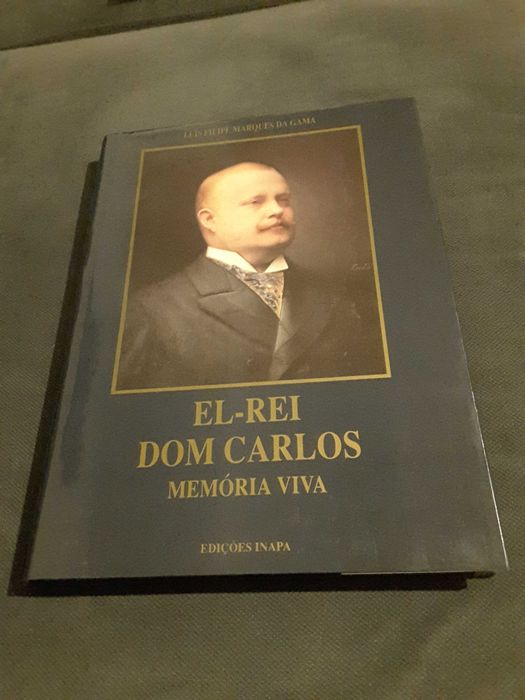 LUÍS FILIPE MARQUES DA GAMA
EL-REI
DOM CARLOS
MEMÓRIA VIVA
EDIÇÕES INAPA